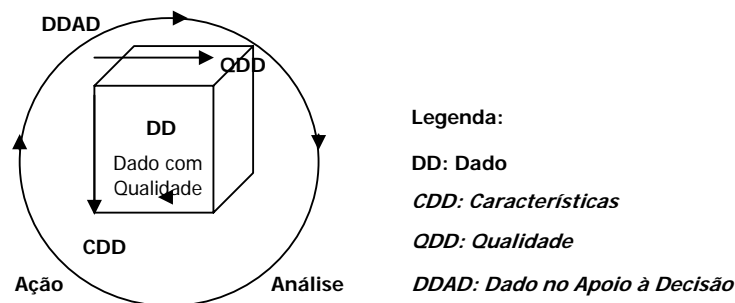 DDAD
QDD
DD
Dado com
Qualidade
CDD
Ação
Análise
Legenda:
DD: Dado
CDD: Características
QDD: Qualidade
DDAD: Dado no Apoio à Decisão